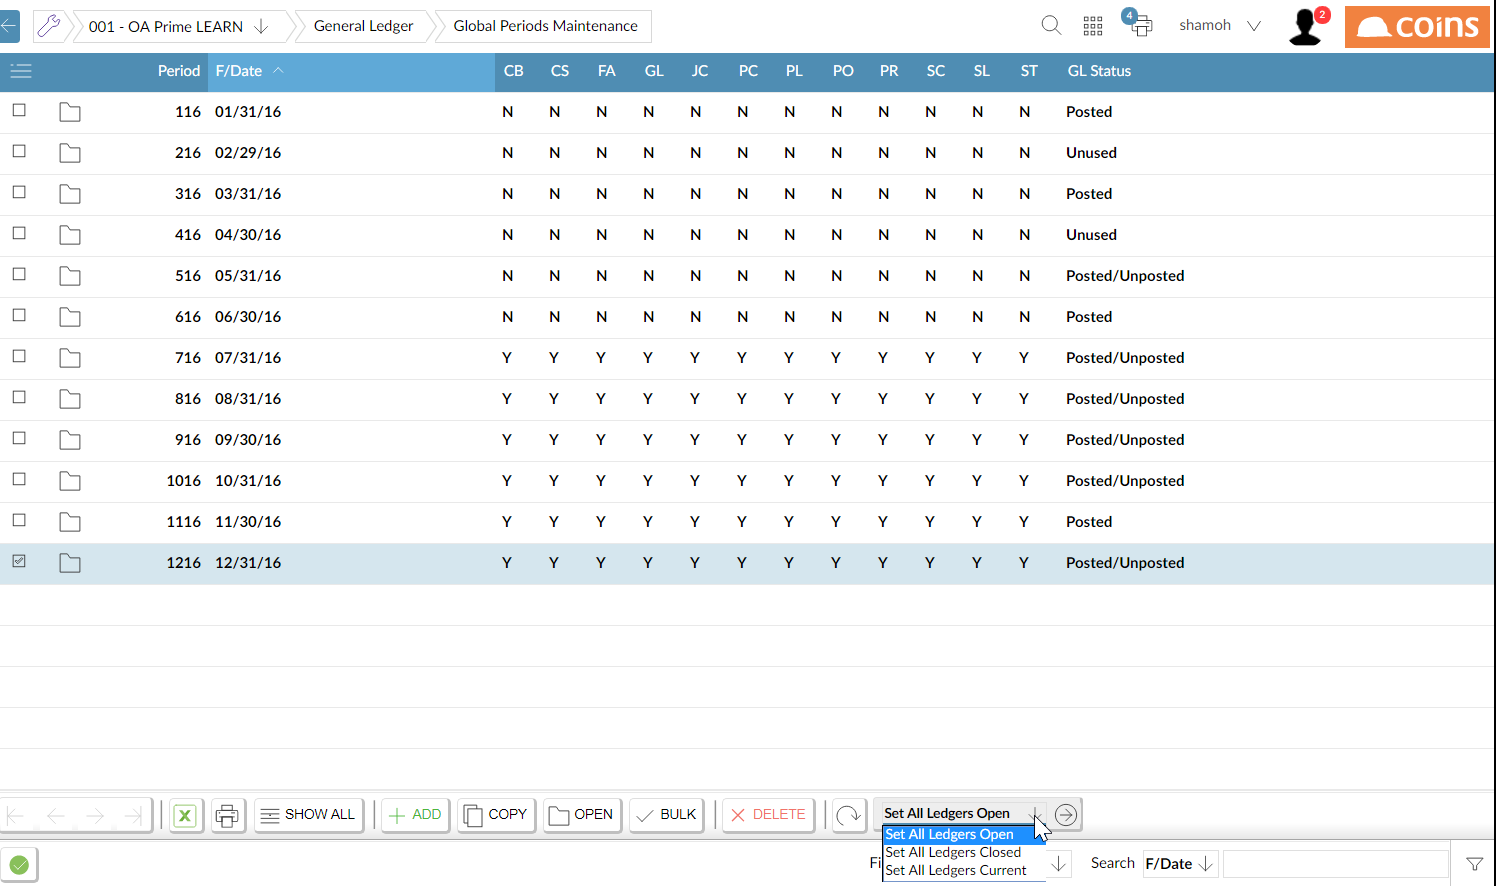 001 - OA Prime LEARN General Ledger Global Periods Maintenance 4 shamoh 2 coins
Period F/Date CB CS FA GL JC PC PL PO PR SC SL ST GL Status
116 01/31/16 N N N N N N N N N N N N Posted
216 02/29/16 N N N N N N N N N N N N Unused
316 03/31/16 N N N N N N N N N N N N Posted
416 04/30/16 N N N N N N N N N N N N Unused
516 05/31/16 N N N N N N N N N N N N Posted/Unposted
616 06/30/16 N N N N N N N N N N N N Posted
716 07/31/16 Y Y Y Y Y Y Y Y Y Y Y Y Posted/Unposted
816 08/31/16 Y Y Y Y Y Y Y Y Y Y Y Y Posted/Unposted
916 09/30/16 Y Y Y Y Y Y Y Y Y Y Y Y Posted/Unposted
1016 10/31/16 Y Y Y Y Y Y Y Y Y Y Y Y Posted/Unposted
1116 11/30/16 Y Y Y Y Y Y Y Y Y Y Y Y Posted
1216 12/31/16 Y Y Y Y Y Y Y Y Y Y Y Y Posted/Unposted
X SHOW ALL ADD COPY OPEN BULK DELETE Set All Ledgers Open
Set All Ledgers Open
Set All Ledgers Closed
Set All Ledgers Current
Search F/Date